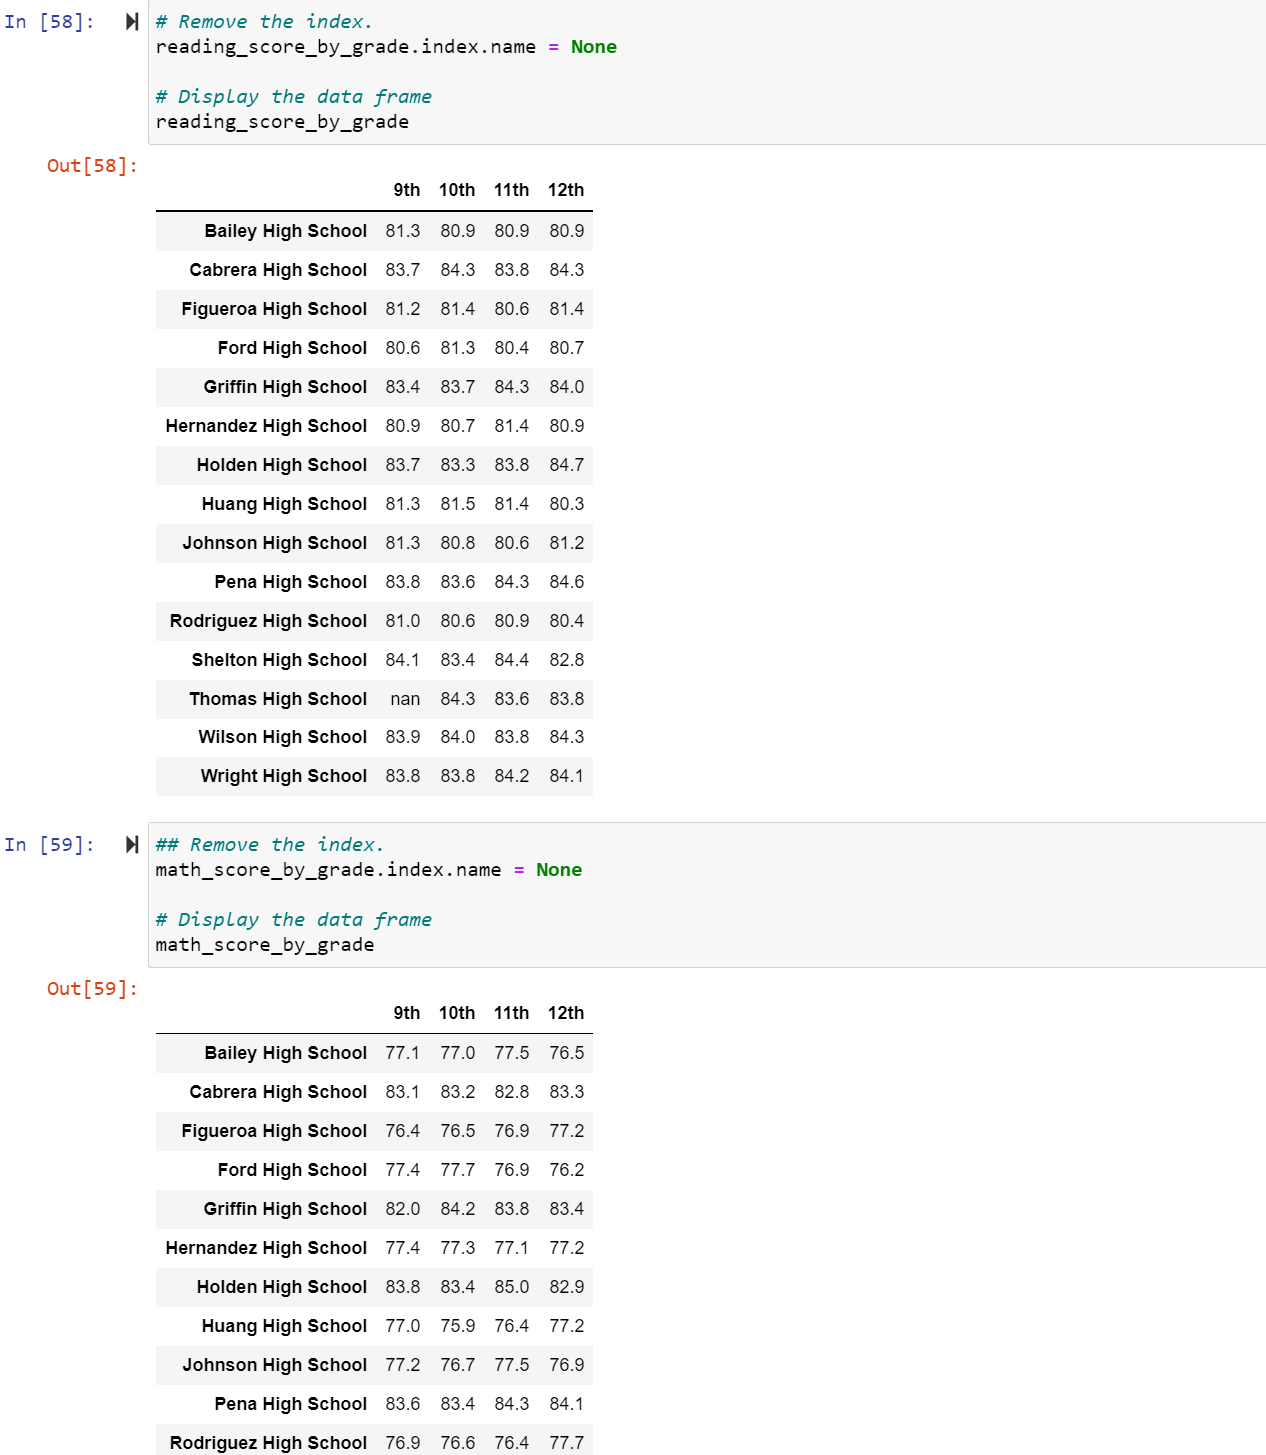 In [58]: # Remove the index.
reading_score_by_grade.index.name = None
# Display the data frame
reading_score_by_grade
Out[58]:
9th 10th 11th 12th
Bailey High School 81.3 80.9 80.9 80.9
Cabrera High School 83.7 84.3 83.8 84.3
Figueroa High School 81.2 81.4 80.6 81.4
Ford High School 80.6 81.3 80.4 80.7
Griffin High School 83.4 83.7 84.3 84.0
Hernandez High School 80.9 80.7 81.4 80.9
Holden High School 83.7 83.3 83.8 84.7
Huang High School 81.3 81.5 81.4 80.3
Johnson High School 81.3 80.8 80.6 81.2
Pena High School 83.8 83.6 84.3 84.6
Rodriguez High School 81.0 80.6 80.9 80.4
Shelton High School 84.1 83.4 84.4 82.8
Thomas High School nan 84.3 83.6 83.8
Wilson High School 83.9 84.0 83.8 84.3
Wright High School 83.8 83.8 84.2 84.1
In [59]: ## Remove the index.
math_score_by_grade.index.name = None
# Display the data frame
math_score_by_grade
Out[59]:
9th 10th 11th 12th
Bailey High School 77.1 77.0 77.5 76.5
Cabrera High School 83.1 83.2 82.8 83.3
Figueroa High School 76.4 76.5 76.9 77.2
Ford High School 77.4 77.7 76.9 76.2
Griffin High School 82.0 84.2 83.8 83.4
Hernandez High School 77.4 77.3 77.1 77.2
Holden High School 83.8 83.4 85.0 82.9
Huang High School 77.0 75.9 76.4 77.2
Johnson High School 77.2 76.7 77.5 76.9
Pena High School 83.6 83.4 84.3 84.1
Rodriguez High School 76.9 76.6 76.4 77.7